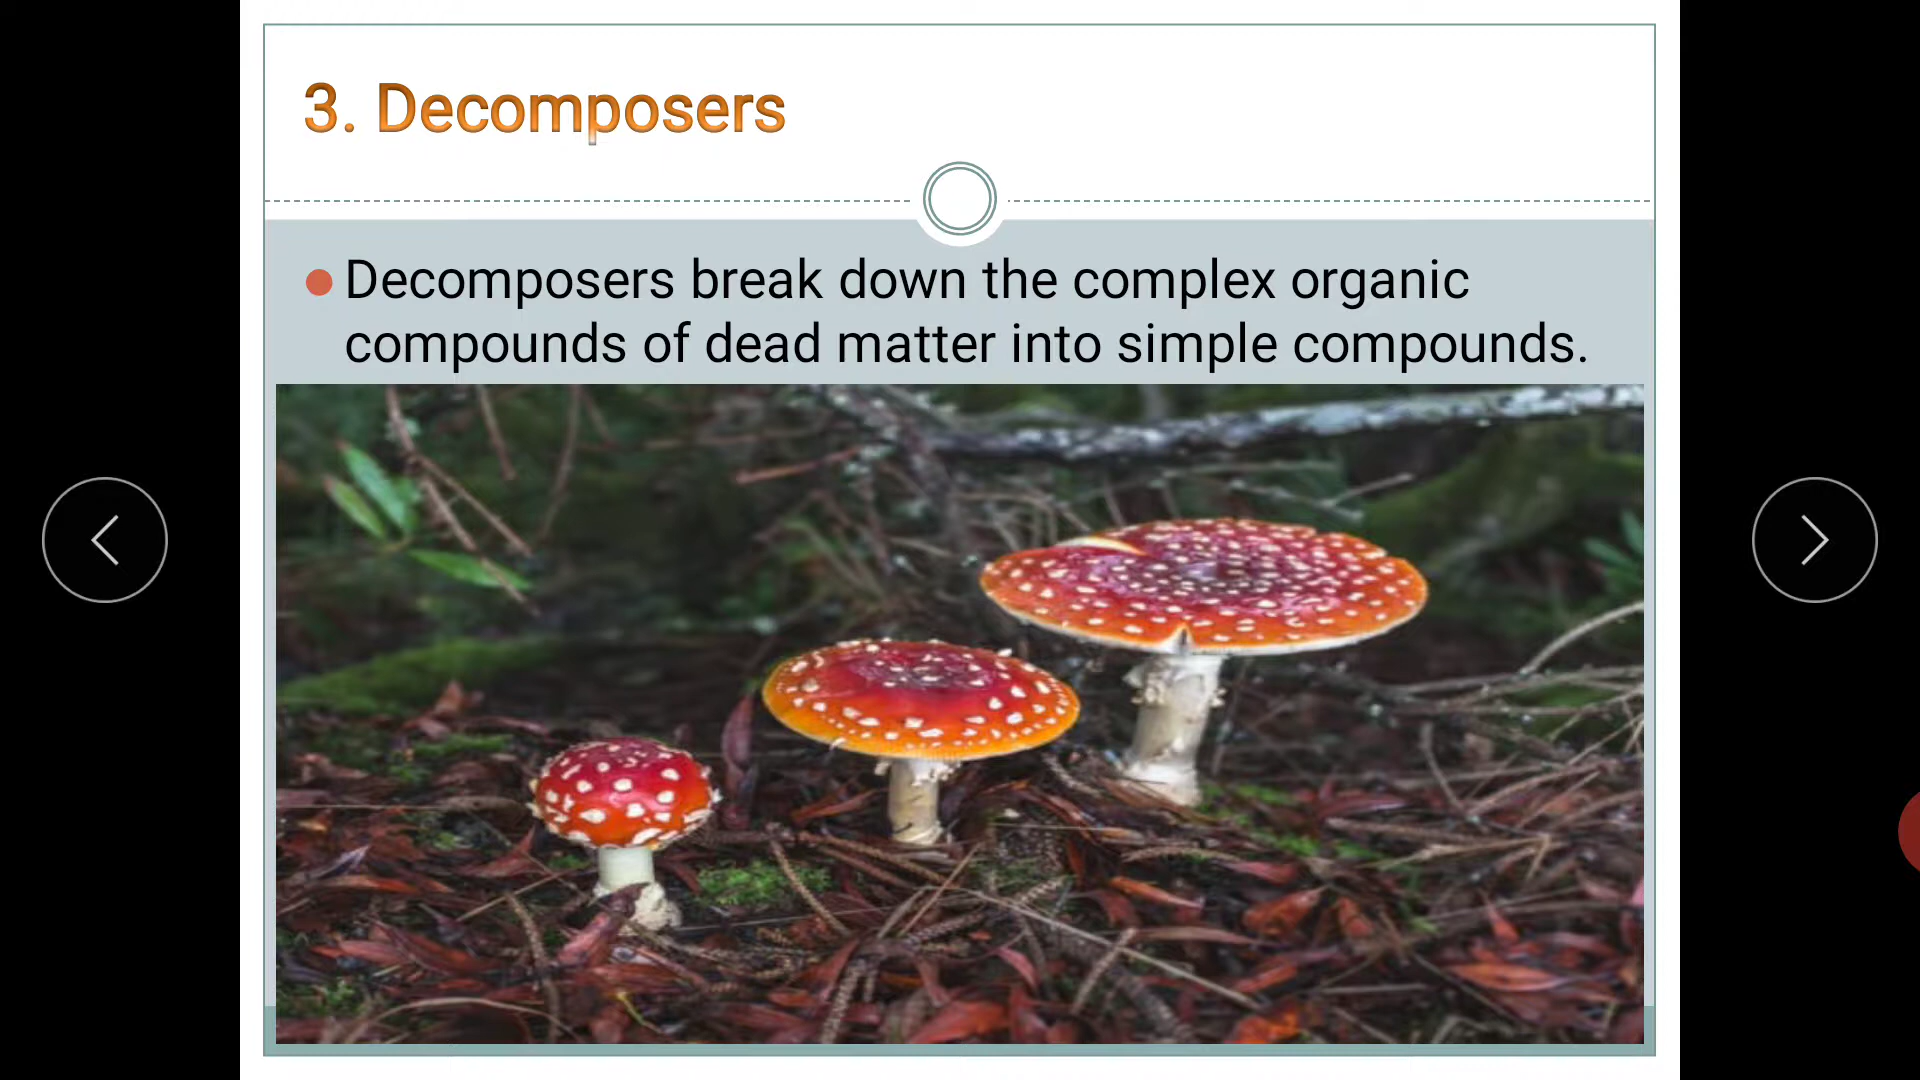 3. Decomposers
Decomposers break down the complex organic
compounds of dead matter into simple compounds.